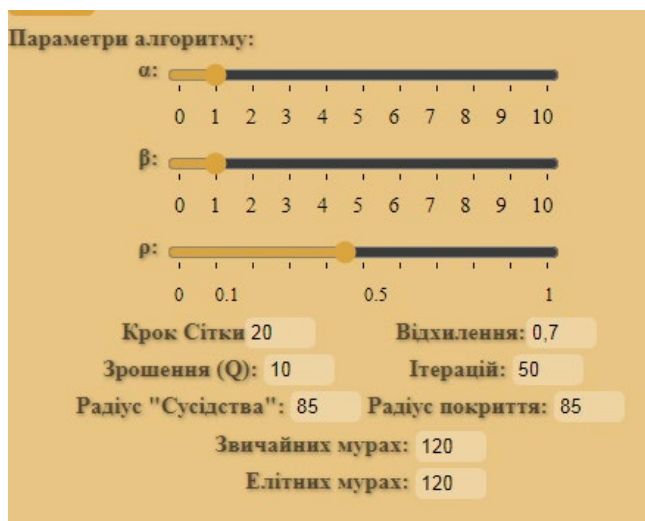 Параметри алгоритму:
α:
0 1 2 3 4 5 6 7 8 9 10
β:
0 1 2 3 4 5 6 7 8 9 10
ρ:
0 0.1 0.5 1
Крок Сітки 20 Відхилення: 0,7
Зрошення (Q): 10 Ітерацій: 50
Радіус "Сусідства": 85 Радіус покриття: 85
Звичайних мурах: 120
Елітних мурах: 120